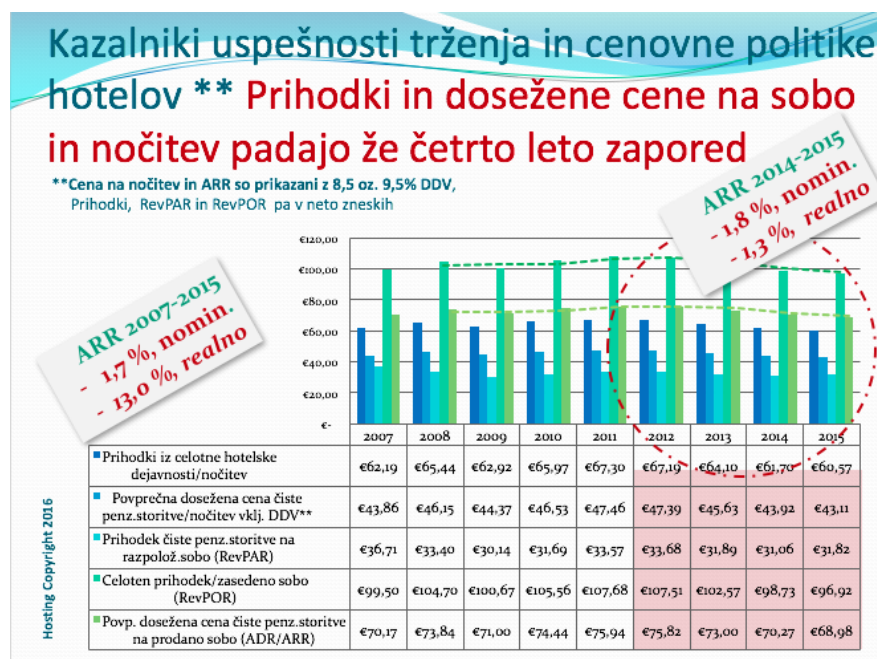 Kazalniki uspešnosti trženja in cenovne politike
hotelov ** Prihodki in dosežene cene na sobo
in nočitev padajo že četrto leto zapored
**Cena na nočitev in ARR so prikazani z 8,5 oz. 9,5% DDV,
Prihodki, RevPAR in RevPOR pa v neto zneskih
ARR 2014-2015
- 1,8 %, nomin.
- 1,3 %, realno
ARR 2007-2015
- 1,7 %, nomin.
- 13,0 %, realno
€120,00
€100,00
€80,00
€60,00
€40,00
€20,00
€-
2007 2008 2009 2010 2011 2012 2013 2014 2015
Prihodki iz celotne hotelske
dejavnosti/nočitev
€62,19 €65,44 €62,92 €65,97 €67,30 €67,19 €64,10 €61,70 €60,57
Povprečna dosežena cena čiste
penz.storitve/nočitev vklj. DDV**
€43,86 €46,15 €44,37 €46,53 €47,46 €47,39 €45,63 €43,92 €43,11
Prihodek čiste penz.storitve na
razpolož.sobo (RevPAR)
€36,71 €33,40 €30,14 €31,69 €33,57 €33,68 €31,89 €31,06 €31,82
Celoten prihodek/zasedeno sobo
(RevPOR)
€99,50 €104,70 €100,67 €105,56 €107,68 €107,51 €102,57 €98,73 €96,92
Povp. dosežena cena čiste penz.storitve
na prodano sobo (ADR/ARR)
€70,17 €73,84 €71,00 €74,44 €75,94 €75,82 €73,00 €70,27 €68,98
Hosting Copyright 2016